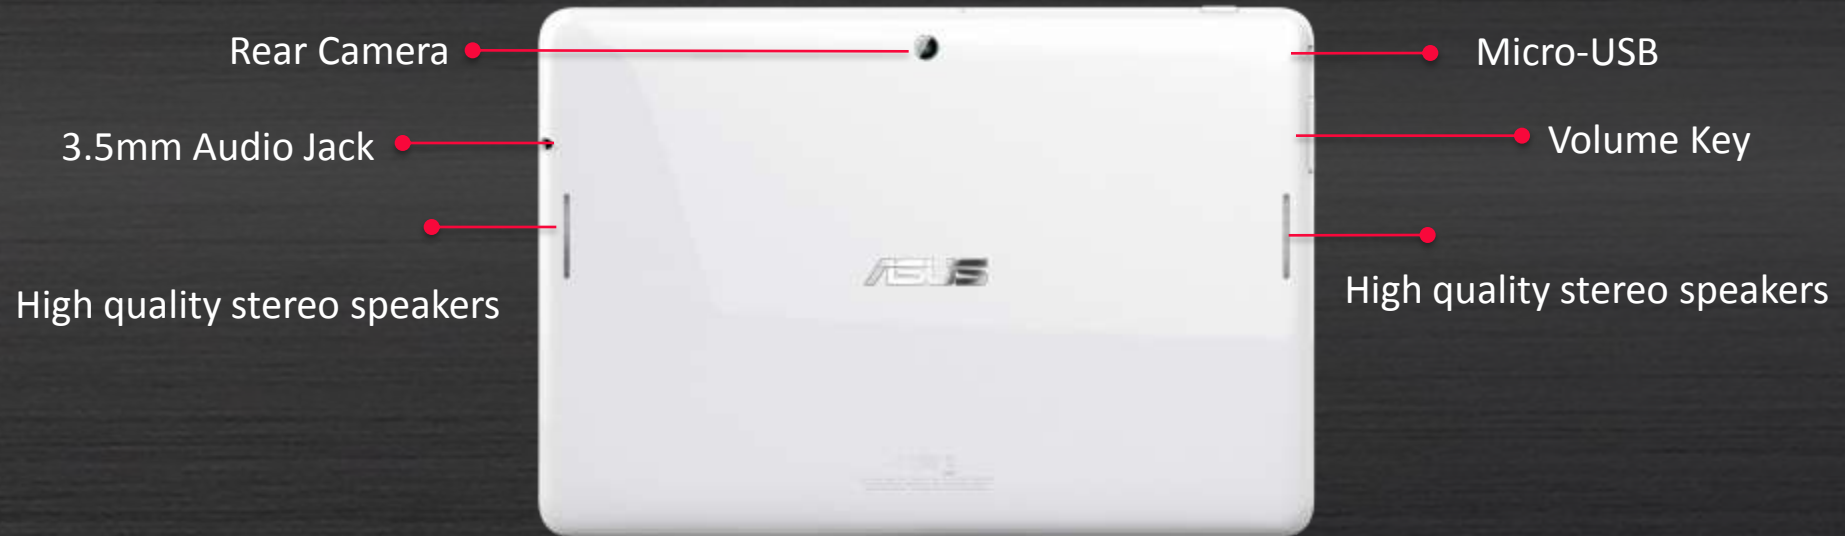 Rear Camera
Micro-USB
3.5mm Audio Jack
Volume Key
ASUS
High quality stereo speakers
High quality stereo speakers